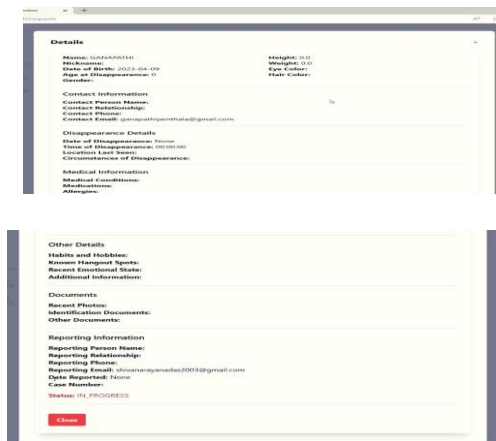 Details
Name: GANAPATHI
Nickname:
Date of Birth: 2023-04-09
Age at Disappearance: 0
Gender:
Height: 0.0
Weight: 0.0
Eye Color:
Hair Color:
Contact Information
Contact Person Name:
Contact Relationship:
Contact Phone:
Contact Email: ganapathipenthala@gmail.com
Disappearance Details
Date of Disappearance: None
Time of Disappearance: 00:00:00
Location Last Seen:
Circumstances of Disappearance:
Medical Information
Medical Conditions:
Medications:
Allergies:
Other Details
Habits and Hobbies:
Known Hangout Spots:
Recent Emotional State:
Additional Information:
Documents
Recent Photos:
Identification Documents:
Other Documents:
Reporting Information
Reporting Person Name:
Reporting Relationship:
Reporting Phone:
Reporting Email: shivanarayanadas2003@gmail.com
Date Reported: None
Case Number:
Status: IN_PROGRESS
Close